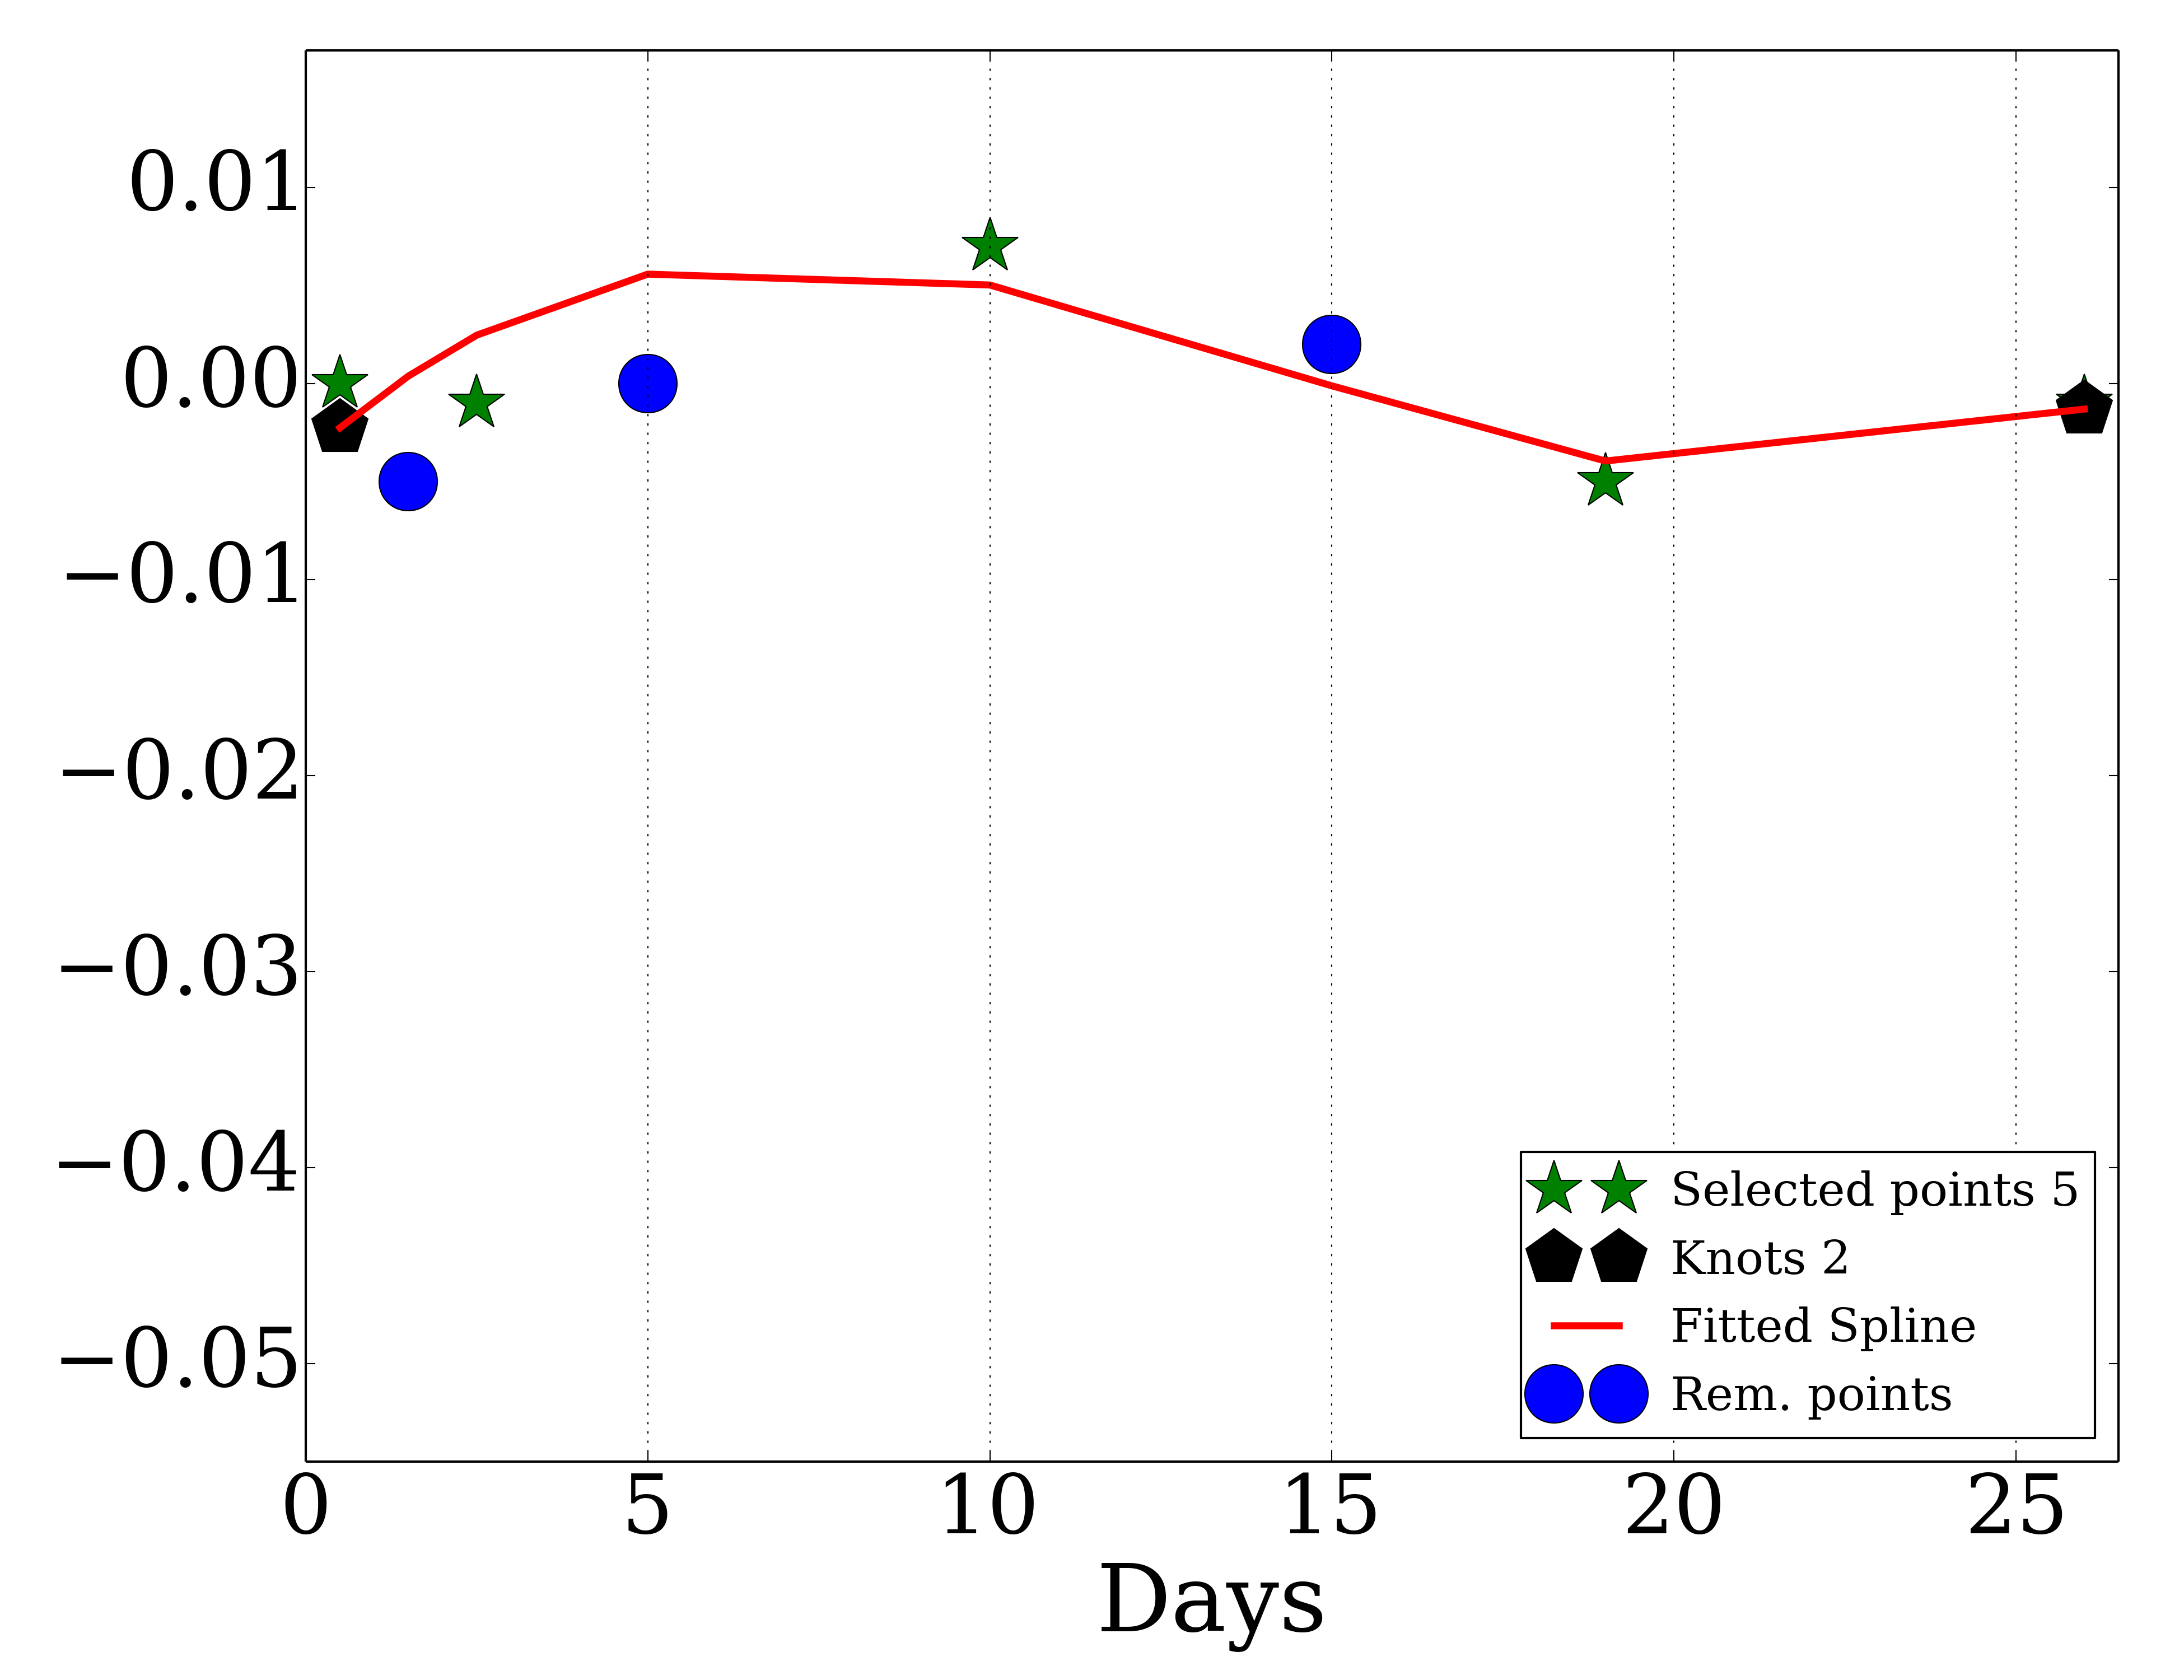 0.01
0.00
−0.01
−0.02
−0.03
−0.04
−0.05
Selected points 5
Knots 2
Fitted Spline
Rem. points
0 5 10 15 20 25
Days